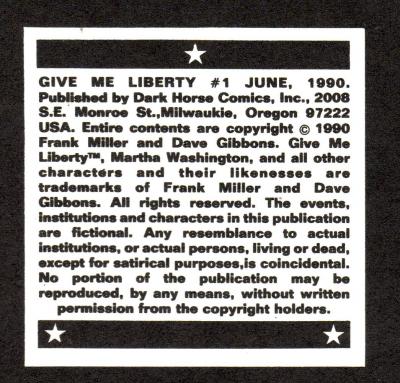 GIVE ME LIBERTY #1 JUNE, 1990.
Published by Dark Horse Comics, Inc., 2008
S.E. Monroe St.,Milwaukie, Oregon 97222
USA. Entire contents are copyright © 1990
Frank Miller and Dave Gibbons. Give Me
Liberty™, Martha Washington, and all other
characters and their likenesses are
trademarks of Frank Miller and Dave
Gibbons. All rights reserved. The events,
institutions and characters in this publication
are fictional. Any resemblance to actual
institutions, or actual persons, living or dead,
except for satirical purposes,is coincidental.
No portion of the publication may be
reproduced, by any means, without written
permission from the copyright holders.